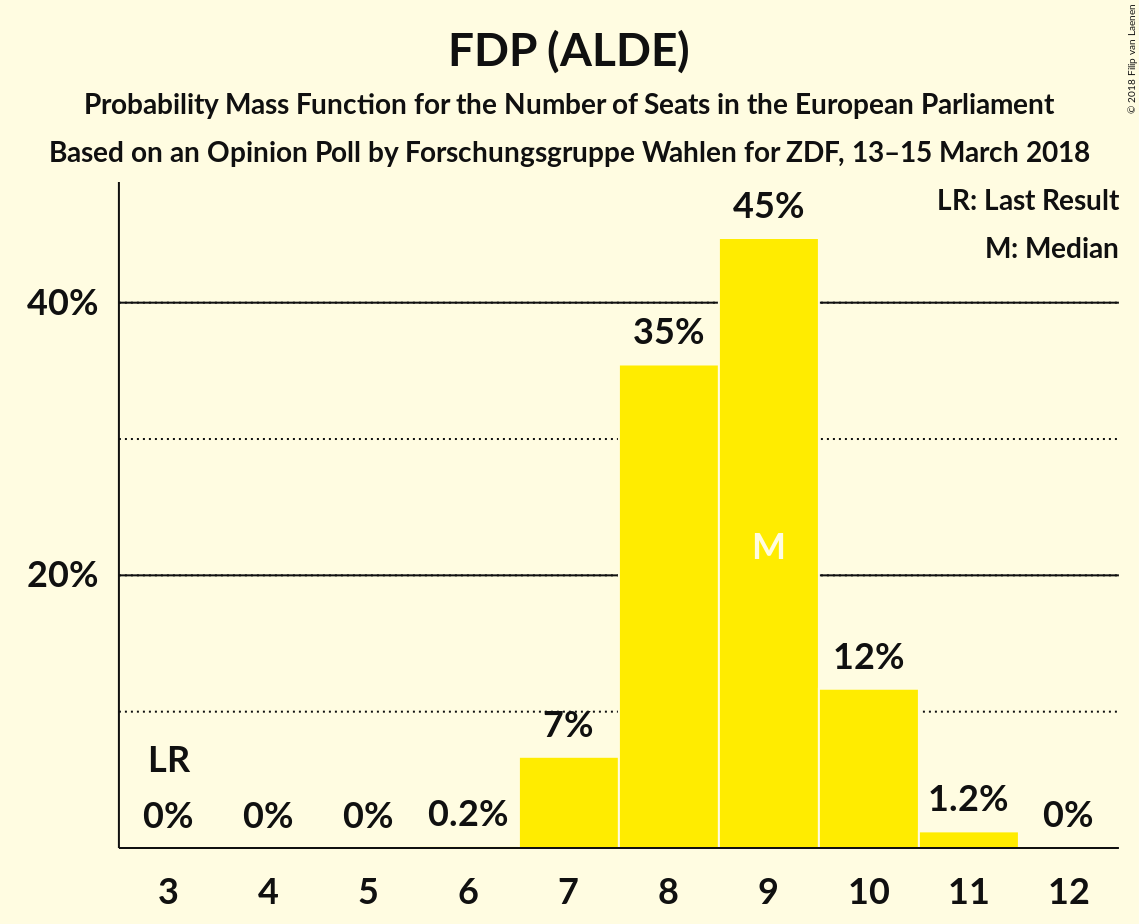 FDP (ALDE)
Probability Mass Function for the Number of Seats in the European Parliament
Based on an Opinion Poll by Forschungsgruppe Wahlen for ZDF, 13–15 March 2018
© 2018 Filip van Laenen
LR: Last Result
M: Median
40%
20%
LR
0%
0%
0%
0.2%
7%
35%
45%
M
12%
1.2%
0%
3 4 5 6 7 8 9 10 11 12